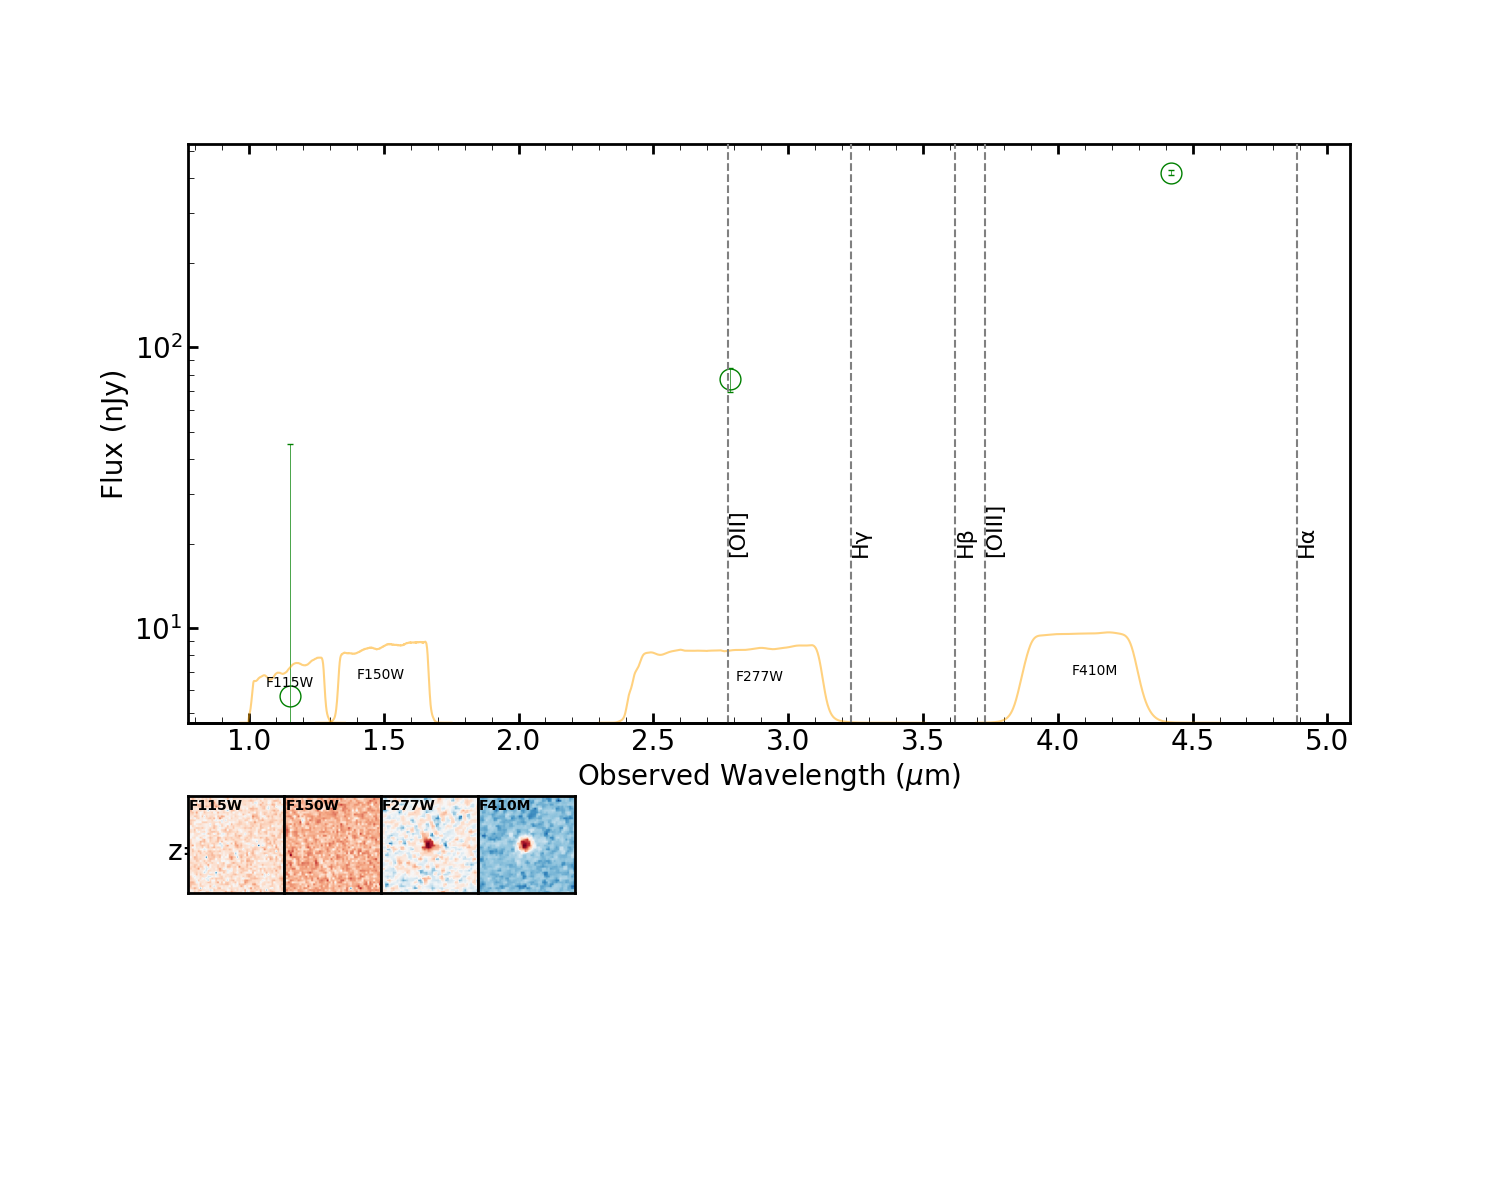 Flux (nJy)
10²
10¹
[OII]
Hγ
Hβ
[OIII]
Hα
F115W
F150W
F277W
F410M
1.0 1.5 2.0 2.5 3.0 3.5 4.0 4.5 5.0
Observed Wavelength (μm)
F115W F150W F277W F410M
z